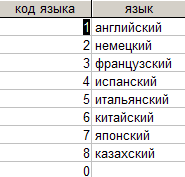 код языка язык
1 английский
2 немецкий
3 французский
4 испанский
5 итальянский
6 китайский
7 японский
8 казахский
0